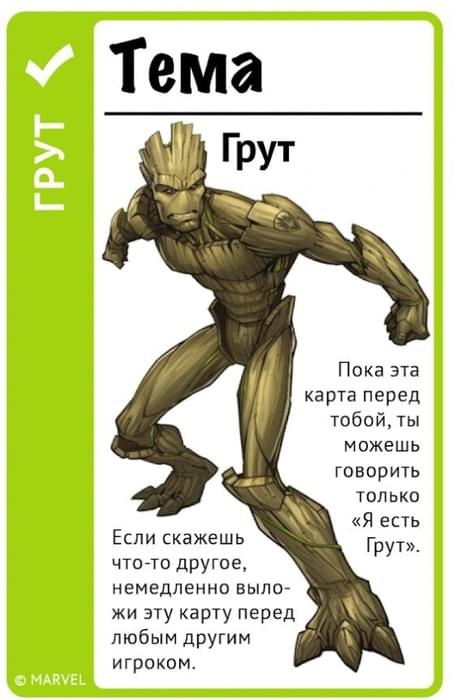 ГРУТ
Тема
Грут
Пока эта
карта перед
тобой, ты
можешь
говорить
только
«Я есть
Грут».
Если скажешь
что-то другое,
немедленно выло-
жи эту карту перед
любым другим
игроком.
© MARVEL